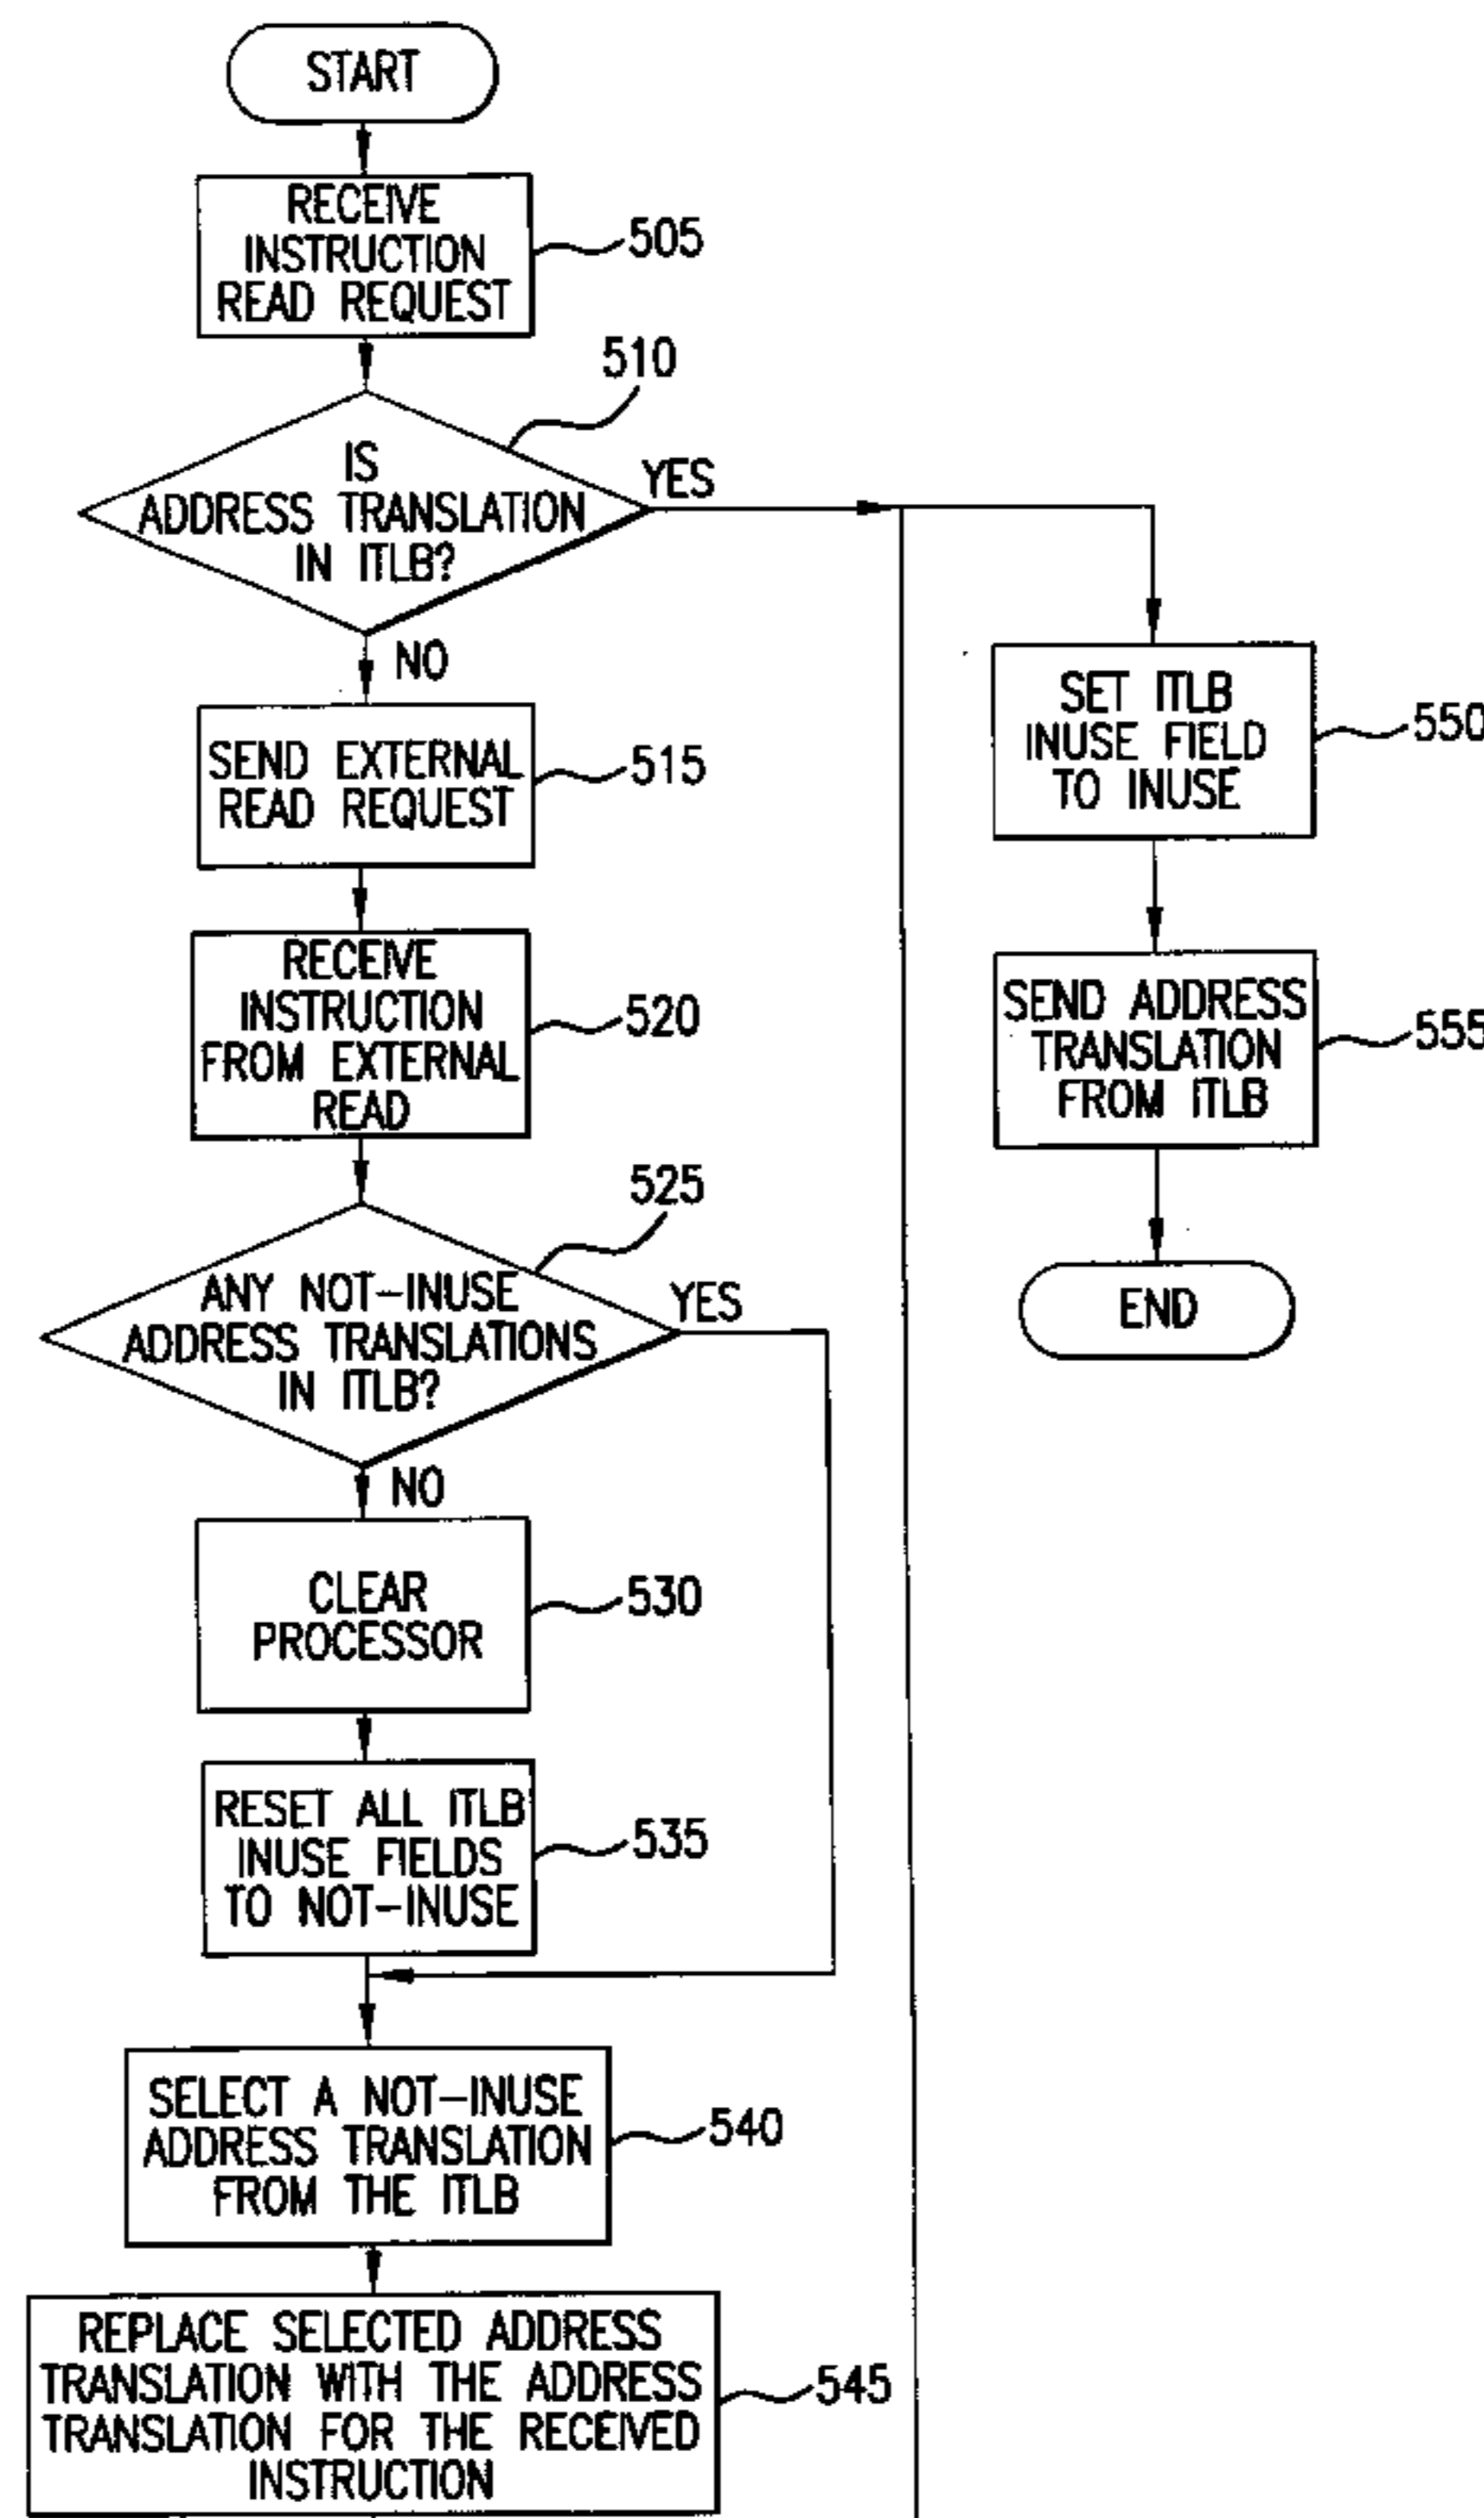 START
RECEIVE
INSTRUCTION
READ REQUEST
505
510
IS
ADDRESS TRANSLATION
IN ITLB?
YES
NO
SEND EXTERNAL
READ REQUEST
515
RECEIVE
INSTRUCTION
FROM EXTERNAL
READ
520
525
ANY NOT-INUSE
ADDRESS TRANSLATIONS
IN ITLB?
YES
NO
CLEAR
PROCESSOR
530
RESET ALL ITLB
INUSE FIELDS
TO NOT-INUSE
535
SELECT A NOT-INUSE
ADDRESS TRANSLATION
FROM THE ITLB
540
REPLACE SELECTED ADDRESS
TRANSLATION WITH THE ADDRESS
TRANSLATION FOR THE RECEIVED
INSTRUCTION
545
SET ITLB
INUSE FIELD
TO INUSE
550
SEND ADDRESS
TRANSLATION
FROM ITLB
555
END